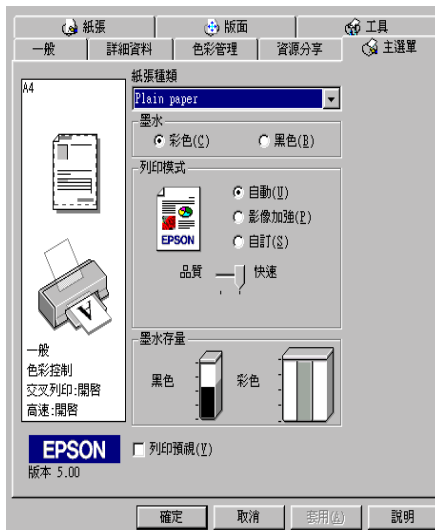 紙張 版面 工具
一般 詳細資料 色彩管理 資源分享 主選單
A4
紙張種類
Plain paper
墨水
彩色(C) 黑色(B)
列印模式
EPSON
自動(U)
影像加強(P)
自訂(S)
品質 快速
墨水存量
黑色 彩色
一般
色彩控制
交叉列印:開啓
高速:開啓
EPSON
版本 5.00
列印預視(V)
確定 取消 套用(A) 說明